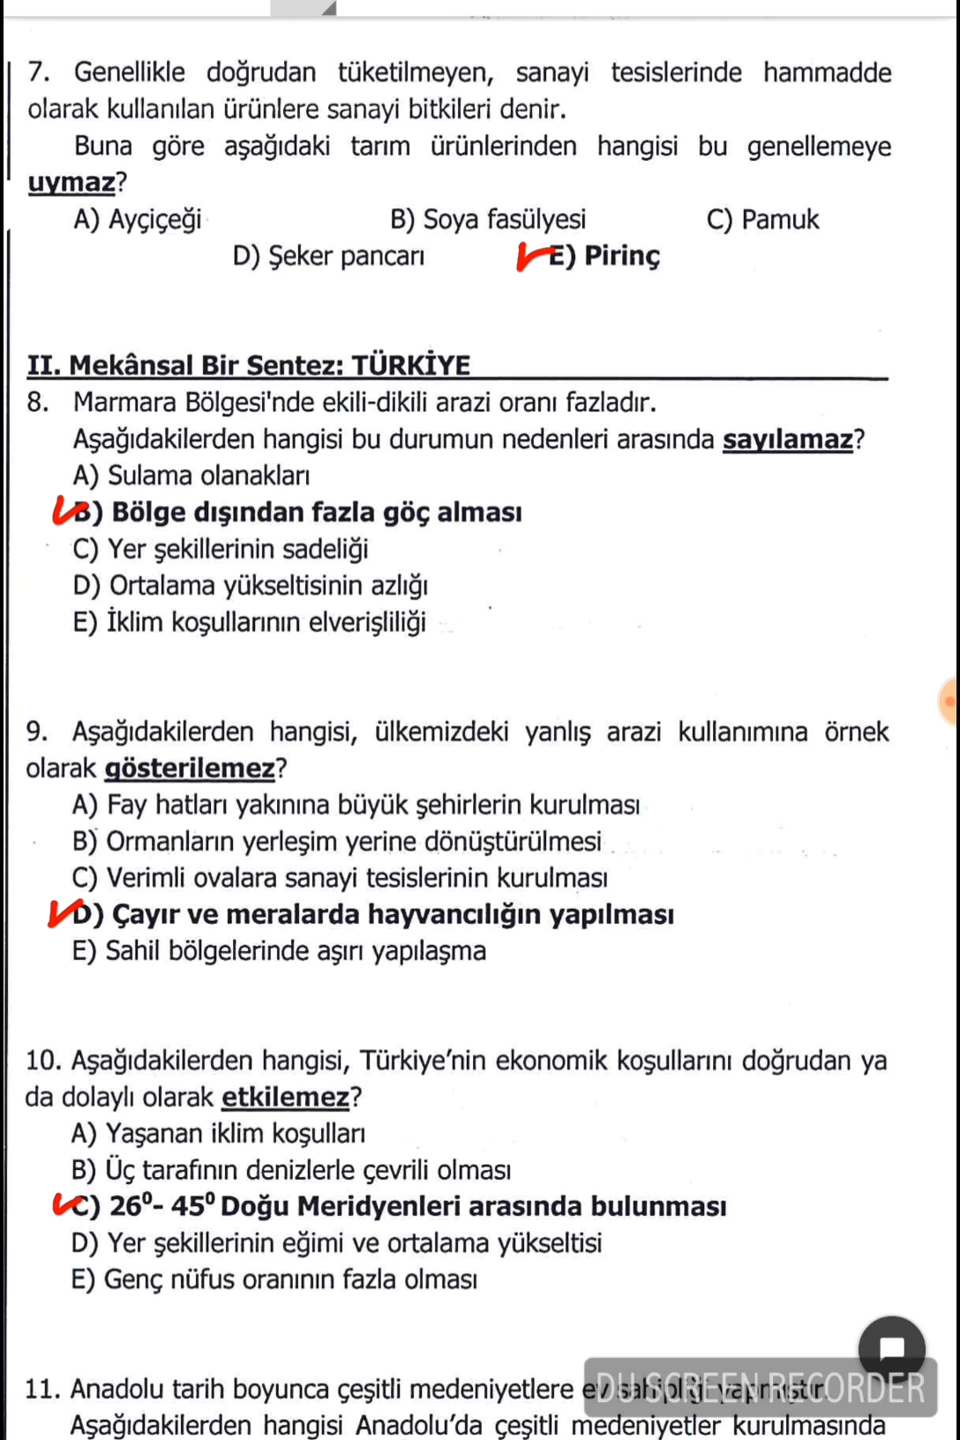 7. Genellikle doğrudan tüketilmeyen, sanayi tesislerinde hammadde
olarak kullanılan ürünlere sanayi bitkileri denir.
Buna göre aşağıdaki tarım ürünlerinden hangisi bu genellemeye
uymaz?
A) Ayçiçeği B) Soya fasülyesi C) Pamuk
D) Şeker pancarı E) Pirinç
II. Mekânsal Bir Sentez: TÜRKİYE
8. Marmara Bölgesi'nde ekili-dikili arazi oranı fazladır.
Aşağıdakilerden hangisi bu durumun nedenleri arasında sayılamaz?
A) Sulama olanakları
B) Bölge dışından fazla göç alması
C) Yer şekillerinin sadeliği
D) Ortalama yükseltisinin azlığı
E) İklim koşullarının elverişliliği
9. Aşağıdakilerden hangisi, ülkemizdeki yanlış arazi kullanımına örnek
olarak gösterilemez?
A) Fay hatları yakınına büyük şehirlerin kurulması
B) Ormanların yerleşim yerine dönüştürülmesi
C) Verimli ovalara sanayi tesislerinin kurulması
D) Çayır ve meralarda hayvancılığın yapılması
E) Sahil bölgelerinde aşırı yapılaşma
10. Aşağıdakilerden hangisi, Türkiye’nin ekonomik koşullarını doğrudan ya
da dolaylı olarak etkilemez?
A) Yaşanan iklim koşulları
B) Üç tarafının denizlerle çevrili olması
C) 26⁰- 45⁰ Doğu Meridyenleri arasında bulunması
D) Yer şekillerinin eğimi ve ortalama yükseltisi
E) Genç nüfus oranının fazla olması
11. Anadolu tarih boyunca çeşitli medeniyetlere ev sahipliği yapmıştır.
DU SCREEN RECORDER
Aşağıdakilerden hangisi Anadolu’da çeşitli medeniyetler kurulmasında